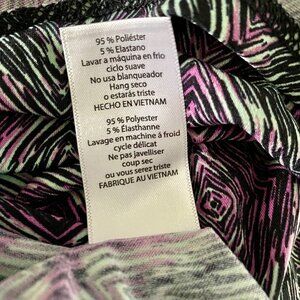 95 % Poliéster
5 % Elastano
Lavar a máquina en frío
ciclo suave
No usa blanqueador
Hang seco
o estarás triste
HECHO EN VIETNAM
95 % Polyester
5 % Élasthanne
Lavage en machine à froid
cycle délicat
Ne pas javelliser
coup sec
ou vous serez triste
FABRIQUE AU VIETNAM